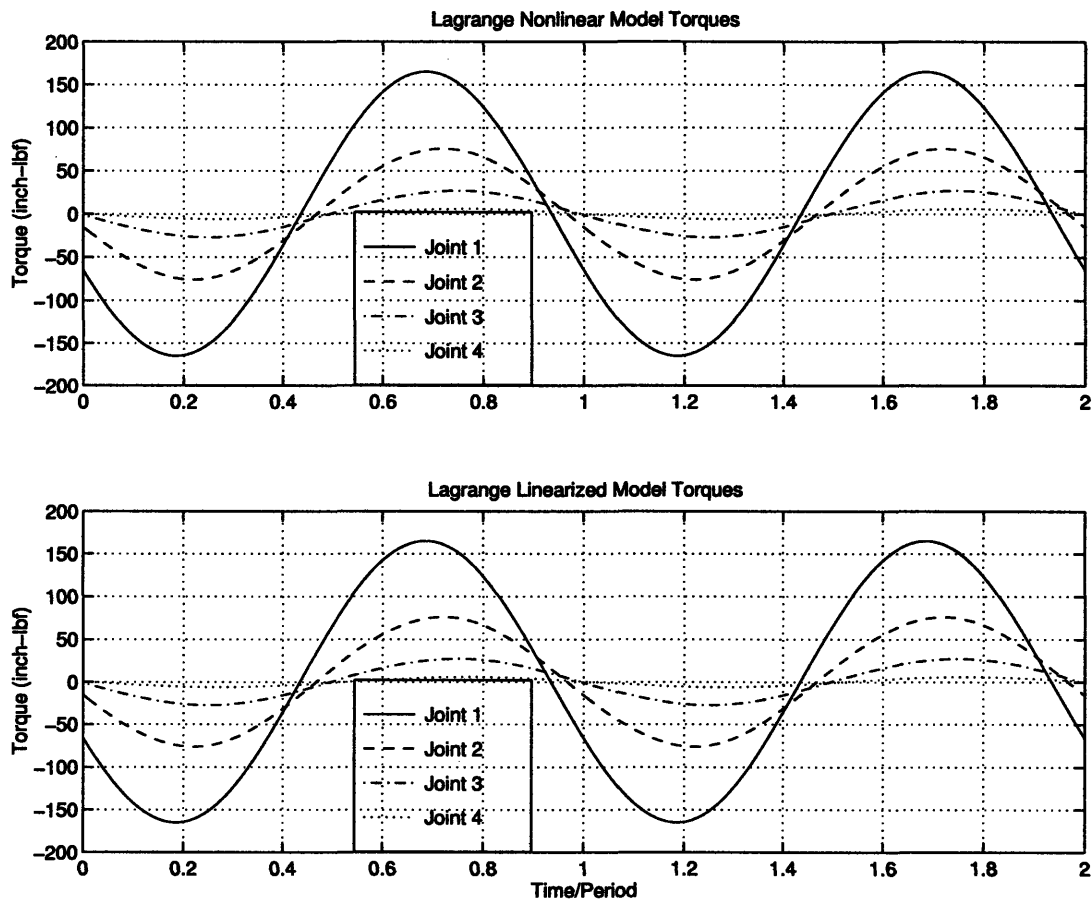 Lagrange Nonlinear Model Torques
200
150
100
50
0
−50
−100
−150
−200
Torque (inch−lbf)
Joint 1
Joint 2
Joint 3
Joint 4
0 0.2 0.4 0.6 0.8 1 1.2 1.4 1.6 1.8 2
Lagrange Linearized Model Torques
200
150
100
50
0
−50
−100
−150
−200
Torque (inch−lbf)
Joint 1
Joint 2
Joint 3
Joint 4
0 0.2 0.4 0.6 0.8 1 1.2 1.4 1.6 1.8 2
Time/Period